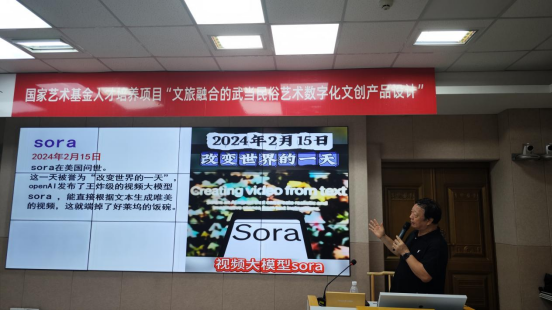 国家艺术基金人才培养项目“文旅融合的武当民俗艺术数字化文创产品设计”
sora
2024年2月15日
sora在美国问世。
这一天被誉为“改变世界的一天”,
openAI发布了王炸级的视频大模型
sora ，能直接根据文本生成唯美
的视频，这就端掉了好莱坞的饭碗。
2024年2月15日
改变世界的一天
Creating video from text
Sora
视频大模型sora